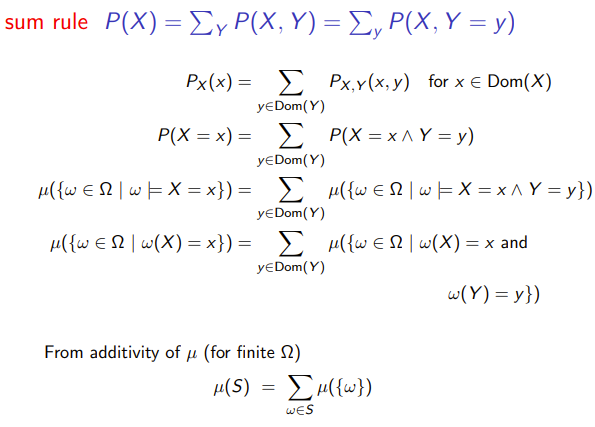 sum rule P(X) = ∑_Y P(X, Y) = ∑_y P(X, Y = y)
P_X(x) = ∑_{y∈Dom(Y)} P_{X,Y}(x, y) for x ∈ Dom(X)
P(X = x) = ∑_{y∈Dom(Y)} P(X = x ∧ Y = y)
μ({ω ∈ Ω | ω ⊨ X = x}) = ∑_{y∈Dom(Y)} μ({ω ∈ Ω | ω ⊨ X = x ∧ Y = y})
μ({ω ∈ Ω | ω(X) = x}) = ∑_{y∈Dom(Y)} μ({ω ∈ Ω | ω(X) = x and
ω(Y) = y})
From additivity of μ (for finite Ω)
μ(S) = ∑_{ω∈S} μ({ω})